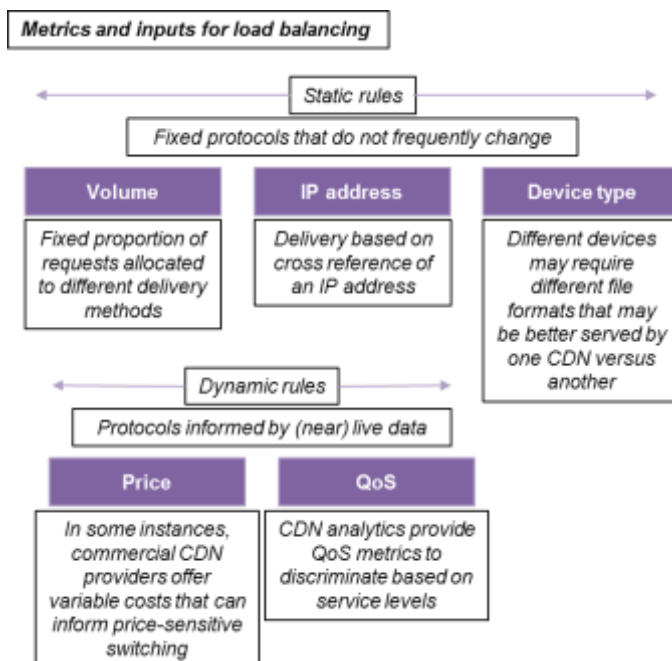 Metrics and inputs for load balancing
Static rules
Fixed protocols that do not frequently change
Volume
Fixed proportion of
requests allocated
to different delivery
methods
IP address
Delivery based on
cross reference of
an IP address
Device type
Different devices
may require
different file
formats that may
be better served by
one CDN versus
another
Dynamic rules
Protocols informed by (near) live data
Price
In some instances,
commercial CDN
providers offer
variable costs that can
inform price-sensitive
switching
QoS
CDN analytics provide
QoS metrics to
discriminate based on
service levels